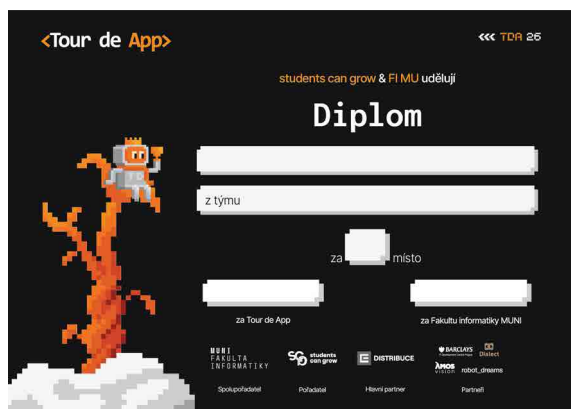 <Tour de App>
<<< TDA 26
students can grow & FI MU udělují
Diplom
z týmu
za místo
za Tour de App
za Fakultu informatiky MUNI
MUNI
FAKULTA
INFORMATIKY
students
can grow
DISTRIBUCE
BARCLAYS
Dialect
AMOS
vision
robot_dreams
Spolupořadatel
Pořadatel
Hlavní partner
Partneři